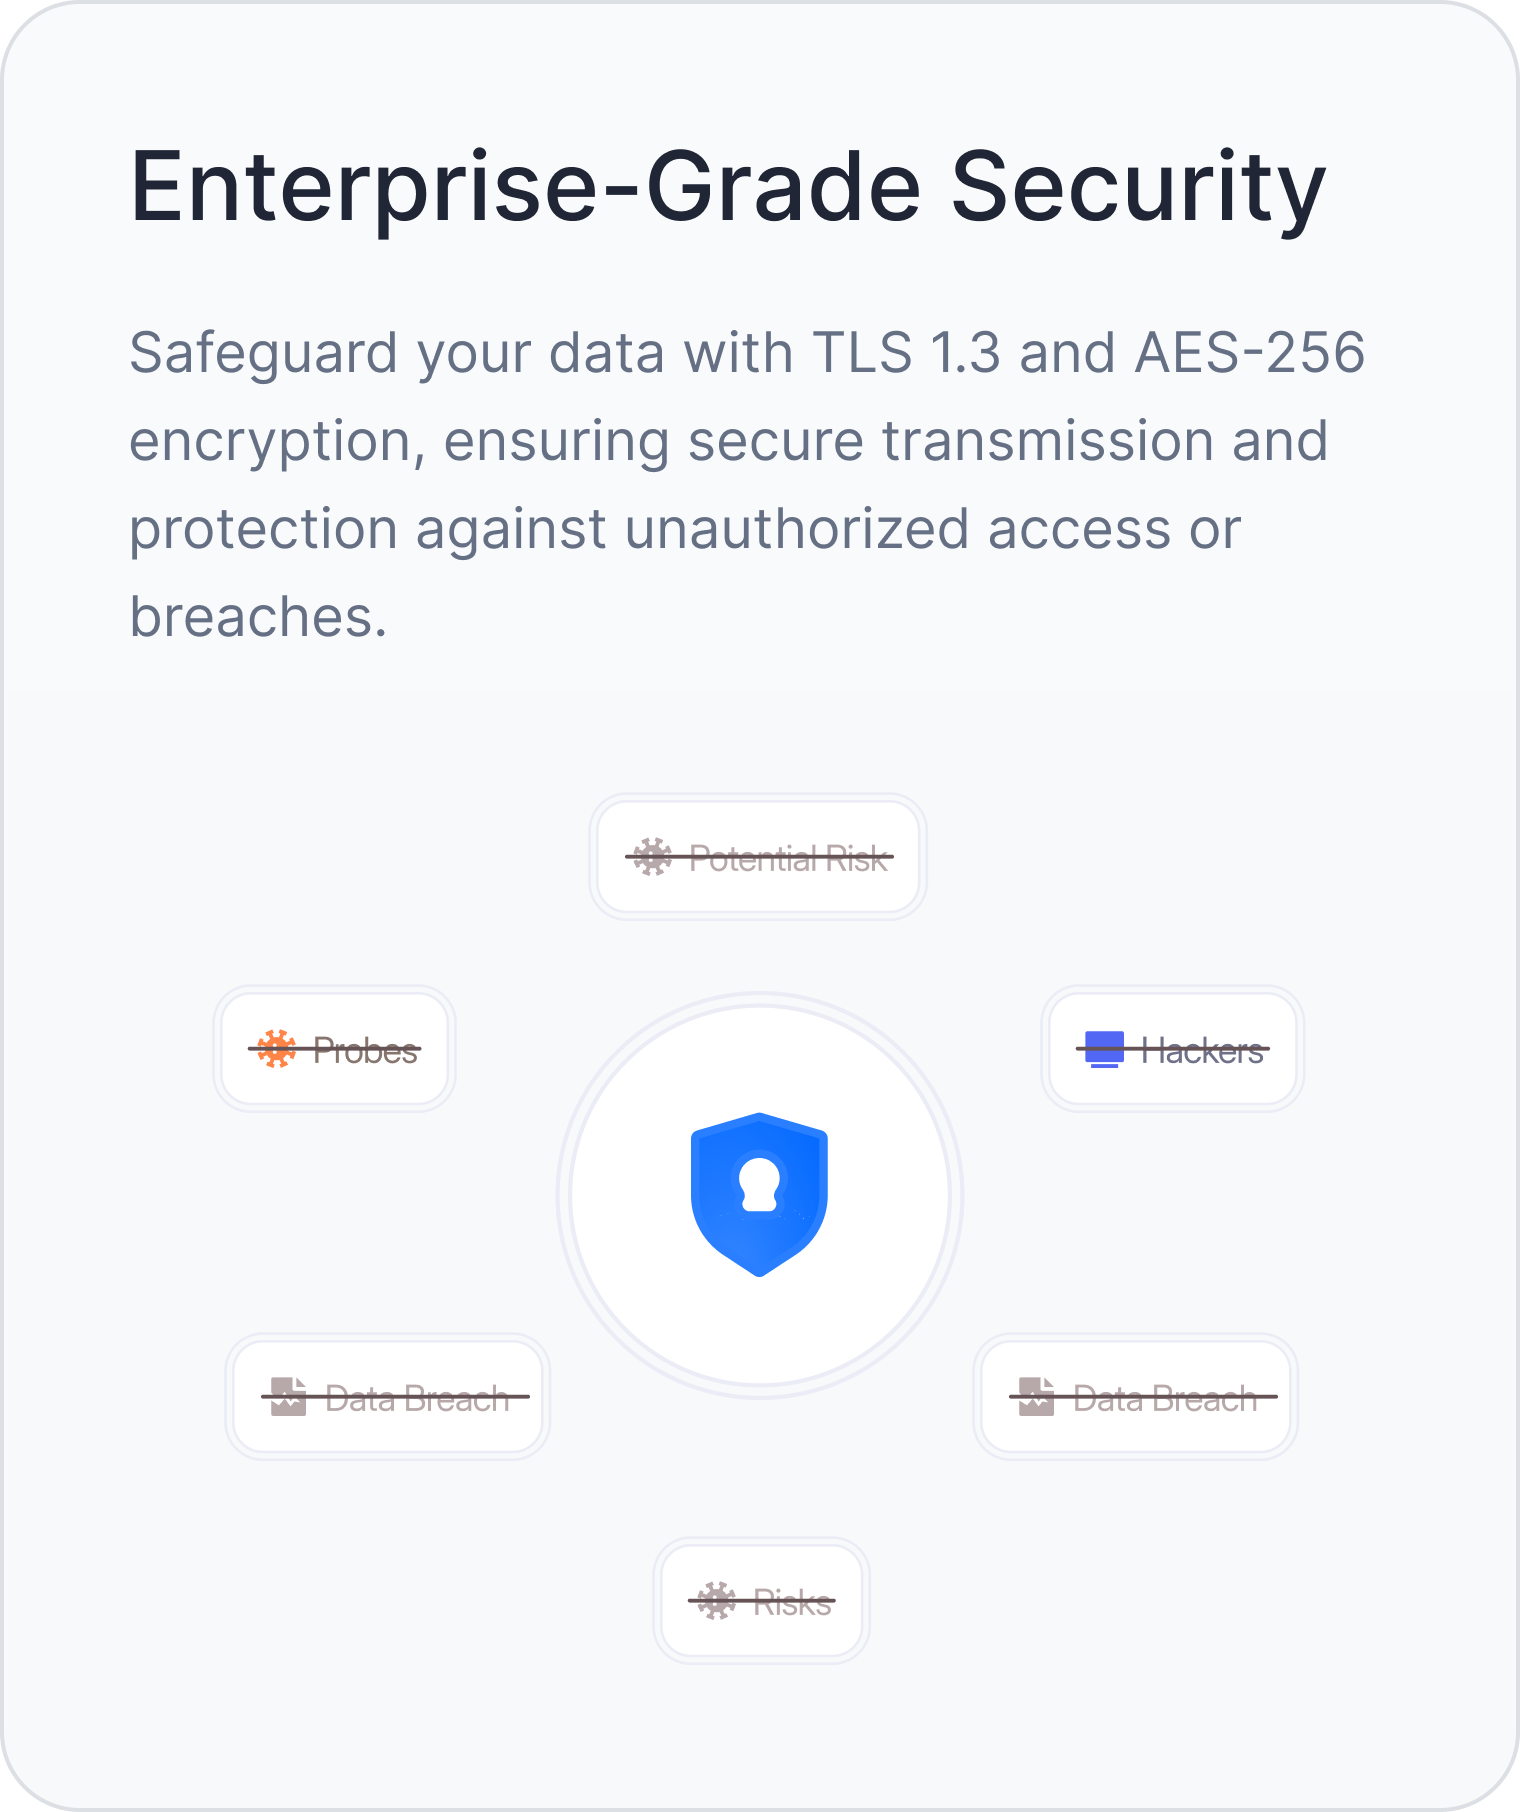 Enterprise-Grade Security
Safeguard your data with TLS 1.3 and AES-256
encryption, ensuring secure transmission and
protection against unauthorized access or
breaches.
Potential Risk
Probes
Hackers
Data Breach
Data Breach
Risks